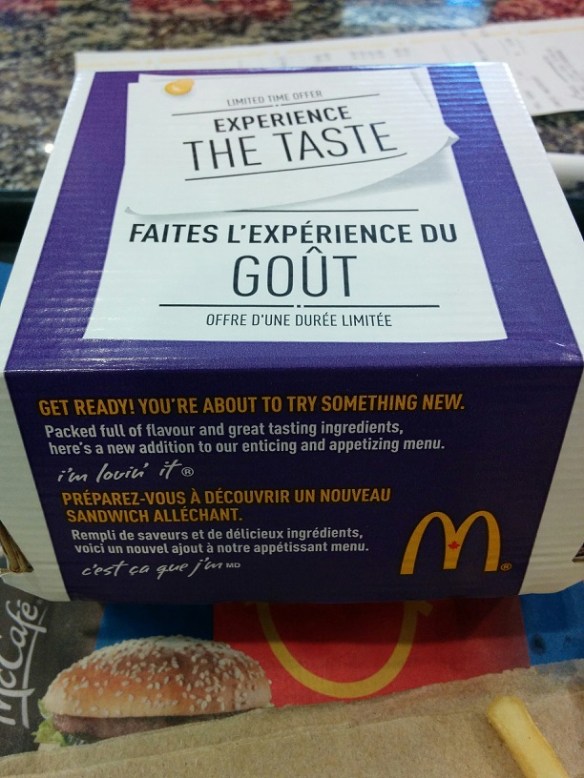 LIMITED TIME OFFER
EXPERIENCE
THE TASTE
FAITES L'EXPÉRIENCE DU
GOÛT
OFFRE D'UNE DURÉE LIMITÉE
GET READY! YOU'RE ABOUT TO TRY SOMETHING NEW.
Packed full of flavour and great tasting ingredients,
here's a new addition to our enticing and appetizing menu.
i'm lovin' it ®
PRÉPAREZ-VOUS À DÉCOUVRIR UN NOUVEAU
SANDWICH ALLÉCHANT.
Rempli de saveurs et de délicieux ingrédients,
voici un nouvel ajout à notre appétissant menu.
c'est ça que j'm MD
M ®
McCafé